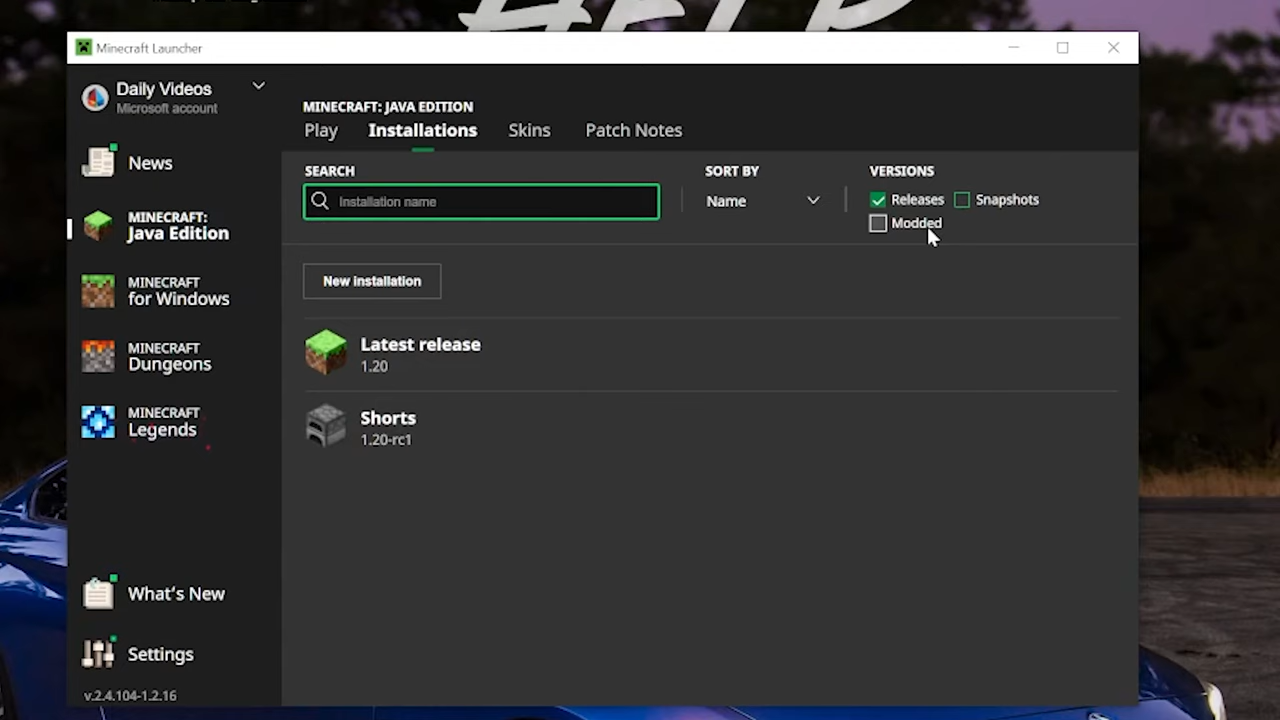 HELP
Minecraft Launcher
Daily Videos
Microsoft account
News
MINECRAFT:
Java Edition
MINECRAFT
for Windows
MINECRAFT
Dungeons
MINECRAFT
Legends
What's New
Settings
v.2.4.104-1.2.16
MINECRAFT: JAVA EDITION
Play Installations Skins Patch Notes
SEARCH SORT BY VERSIONS
Installation name Name Releases Snapshots
Modded
New installation
Latest release
1.20
Shorts
1.20-rc1